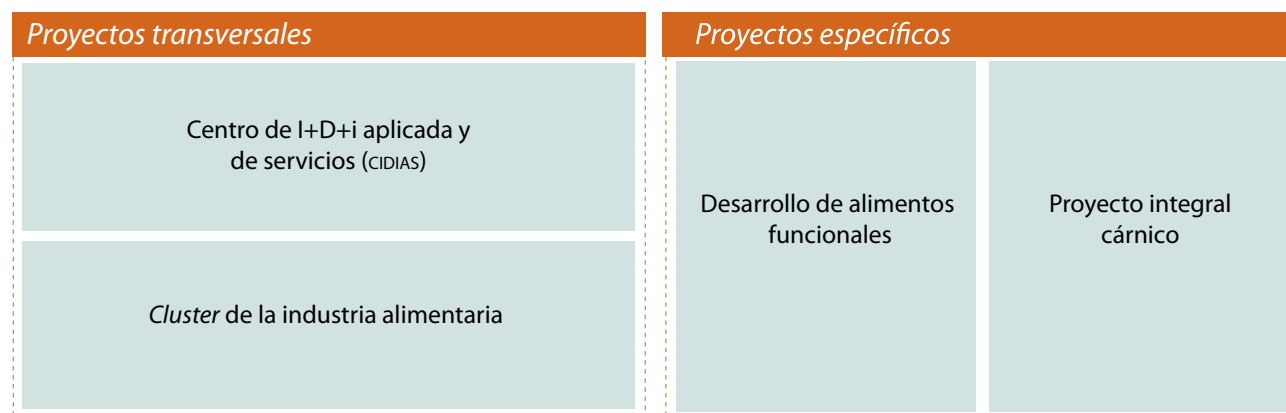 Proyectos transversales
Centro de I+D+i aplicada y
de servicios (CIDIAS)
Cluster de la industria alimentaria
Proyectos específicos
Desarrollo de alimentos
funcionales
Proyecto integral
cárnico